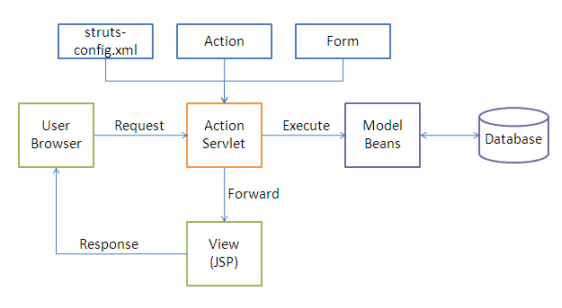 struts-
config.xml
Action
Form
User
Browser
Request
Action
Servlet
Execute
Model
Beans
Database
Forward
Response
View
(JSP)